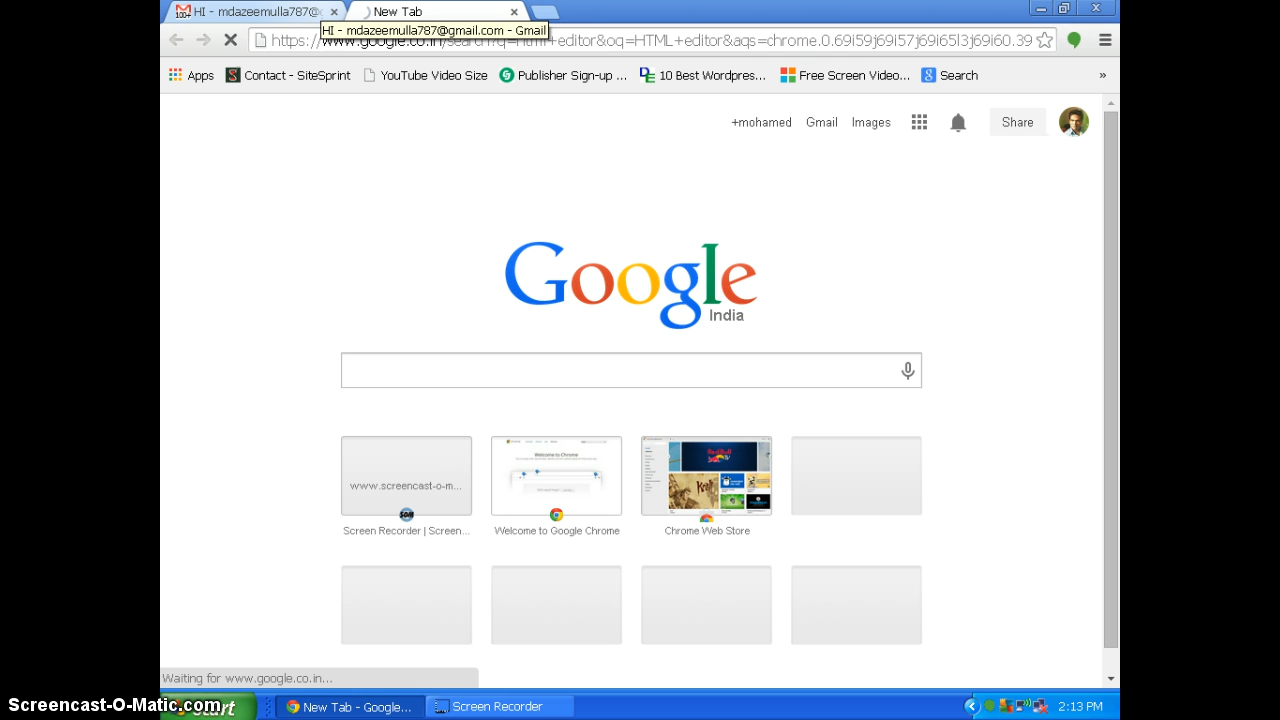 100+ HI - mdazeemulla787@g
New Tab
HI - mdazeemulla787@gmail.com - Gmail
https://www.google.co.in/search?q=html+editor&oq=HTML+editor&aqs=chrome.0.69i59j69i57j69i65l3j69i60.39
Apps
Contact - SiteSprint
YouTube Video Size
Publisher Sign-up ...
10 Best Wordpres...
Free Screen Video...
Search
»
+mohamed Gmail Images Share
Google
India
www.screencast-o-m...
Screen Recorder | Screen...
Welcome to Chrome
Welcome to Google Chrome
Red Bull
Chrome Web Store
Waiting for www.google.co.in...
Screencast-O-Matic.com
start
New Tab - Google...
Screen Recorder
2:13 PM